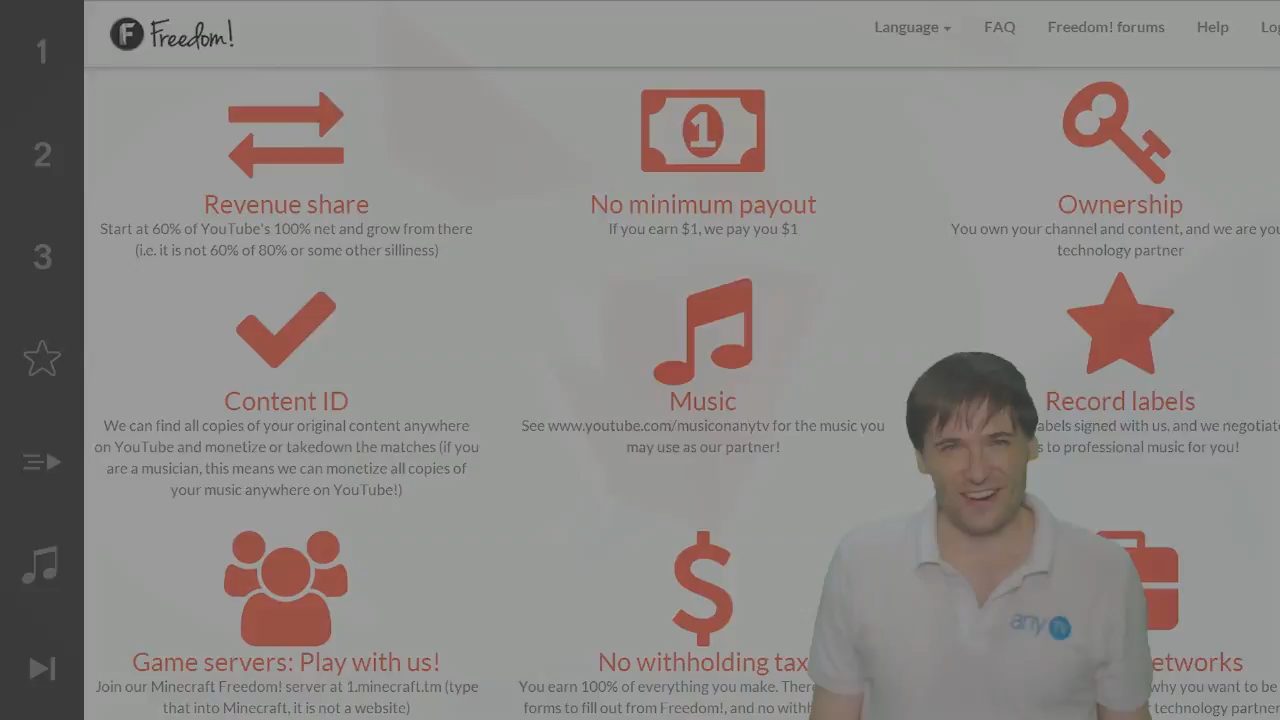 1
2
3
F Freedom!
Language
FAQ
Freedom! forums
Help
Revenue share
Start at 60% of YouTube's 100% net and grow from there
(i.e. it is not 60% of 80% or some other silliness)
1
No minimum payout
If you earn $1, we pay you $1
Ownership
You own your channel and content, and we are
technology partner
Content ID
We can find all copies of your original content anywhere
on YouTube and monetize or takedown the matches (if you
are a musician, this means we can monetize all copies of
your music anywhere on YouTube!)
Music
See www.youtube.com/musiconanytv for the music you
may use as our partner!
Record labels
signed with us, and we
to professional music for you!
Game servers: Play with us!
Join our Minecraft Freedom! server at 1.minecraft.tm (type
that into Minecraft, it is not a website)
$
No withholding tax
You earn 100% of everything you make.
forms to fill out from Freedom!, and no
why you want to be
technology partner
any TV